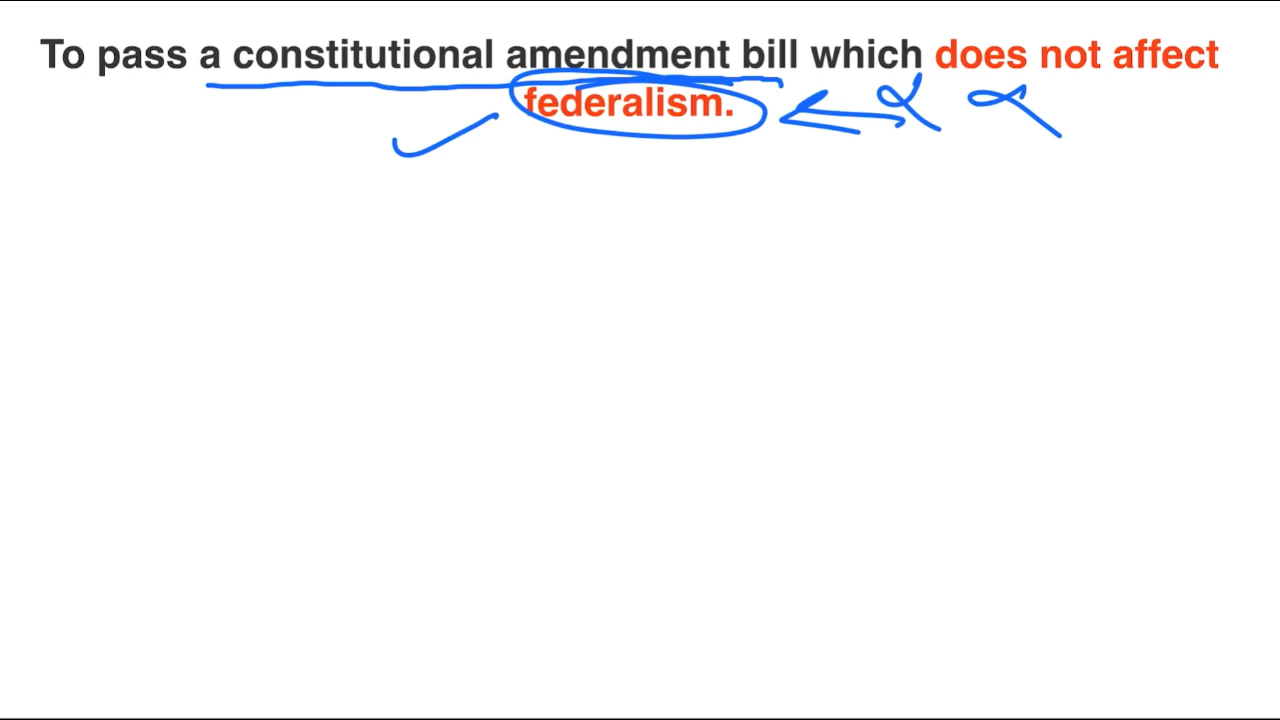 To pass a constitutional amendment bill which does not affect
federalism.